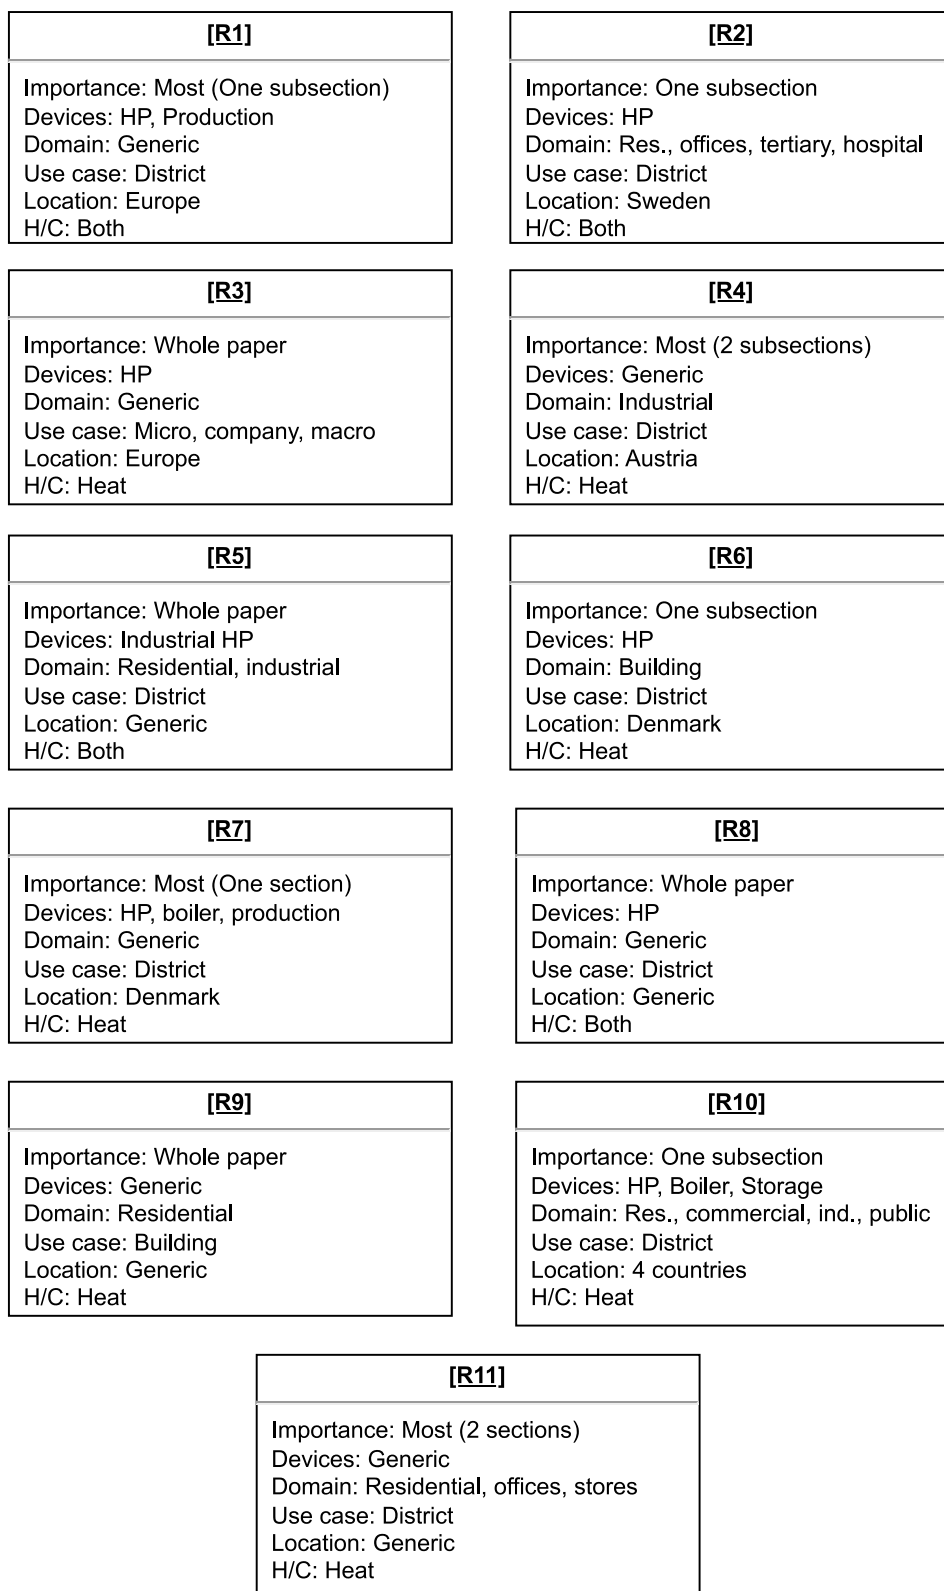 [R1]
Importance: Most (One subsection)
Devices: HP, Production
Domain: Generic
Use case: District
Location: Europe
H/C: Both
[R2]
Importance: One subsection
Devices: HP
Domain: Res., offices, tertiary, hospital
Use case: District
Location: Sweden
H/C: Both
[R3]
Importance: Whole paper
Devices: HP
Domain: Generic
Use case: Micro, company, macro
Location: Europe
H/C: Heat
[R4]
Importance: Most (2 subsections)
Devices: Generic
Domain: Industrial
Use case: District
Location: Austria
H/C: Heat
[R5]
Importance: Whole paper
Devices: Industrial HP
Domain: Residential, industrial
Use case: District
Location: Generic
H/C: Both
[R6]
Importance: One subsection
Devices: HP
Domain: Building
Use case: District
Location: Denmark
H/C: Heat
[R7]
Importance: Most (One section)
Devices: HP, boiler, production
Domain: Generic
Use case: District
Location: Denmark
H/C: Heat
[R8]
Importance: Whole paper
Devices: HP
Domain: Generic
Use case: District
Location: Generic
H/C: Both
[R9]
Importance: Whole paper
Devices: Generic
Domain: Residential
Use case: Building
Location: Generic
H/C: Heat
[R10]
Importance: One subsection
Devices: HP, Boiler, Storage
Domain: Res., commercial, ind., public
Use case: District
Location: 4 countries
H/C: Heat
[R11]
Importance: Most (2 sections)
Devices: Generic
Domain: Residential, offices, stores
Use case: District
Location: Generic
H/C: Heat